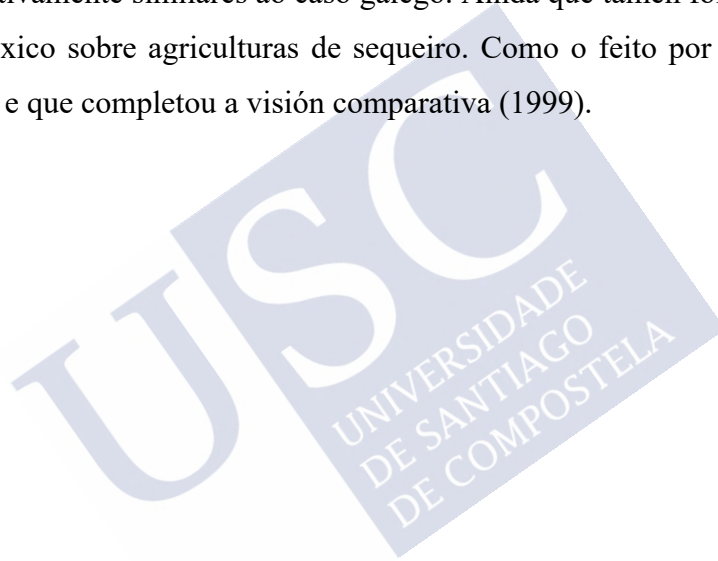 tivamente similares ao caso galego. Ainda que tamén for
xico sobre agriculturas de sequeiro. Como o feito por
e que completou a visión comparativa (1999).
USC
UNIVERSIDADE
DE SANTIAGO
DE COMPOSTELA